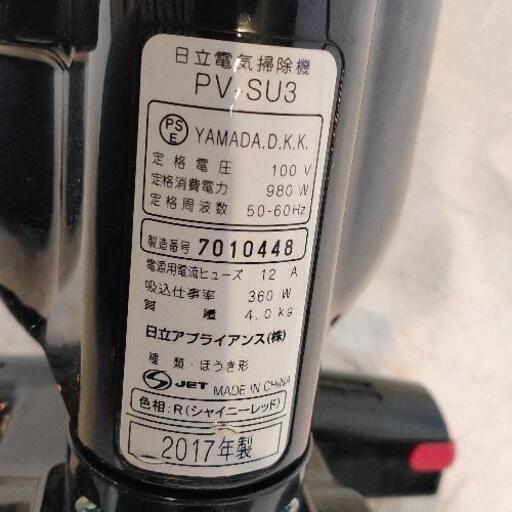 日立電気掃除機
PV-SU3
PSE YAMADA.D.K.K.
定格電圧 100 V
定格消費電力 980 W
定格周波数 50-60Hz
製造番号 7010448
電源用電流ヒューズ 12 A
吸込仕事率 360 W
質量 4.0kg
日立アプライアンス(株)
種類・ほうき形
S JET MADE IN CHINA
色相:R(シャイニーレッド)
2017年製